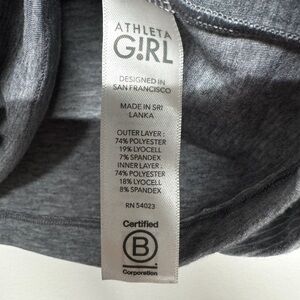 ATHLETA
GIRL
DESIGNED IN
SAN FRANCISCO
MADE IN SRI
LANKA
OUTER LAYER :
74% POLYESTER
19% LYOCELL
7% SPANDEX
INNER LAYER :
74% POLYESTER
18% LYOCELL
8% SPANDEX
RN 54023
Certified
B
Corporation